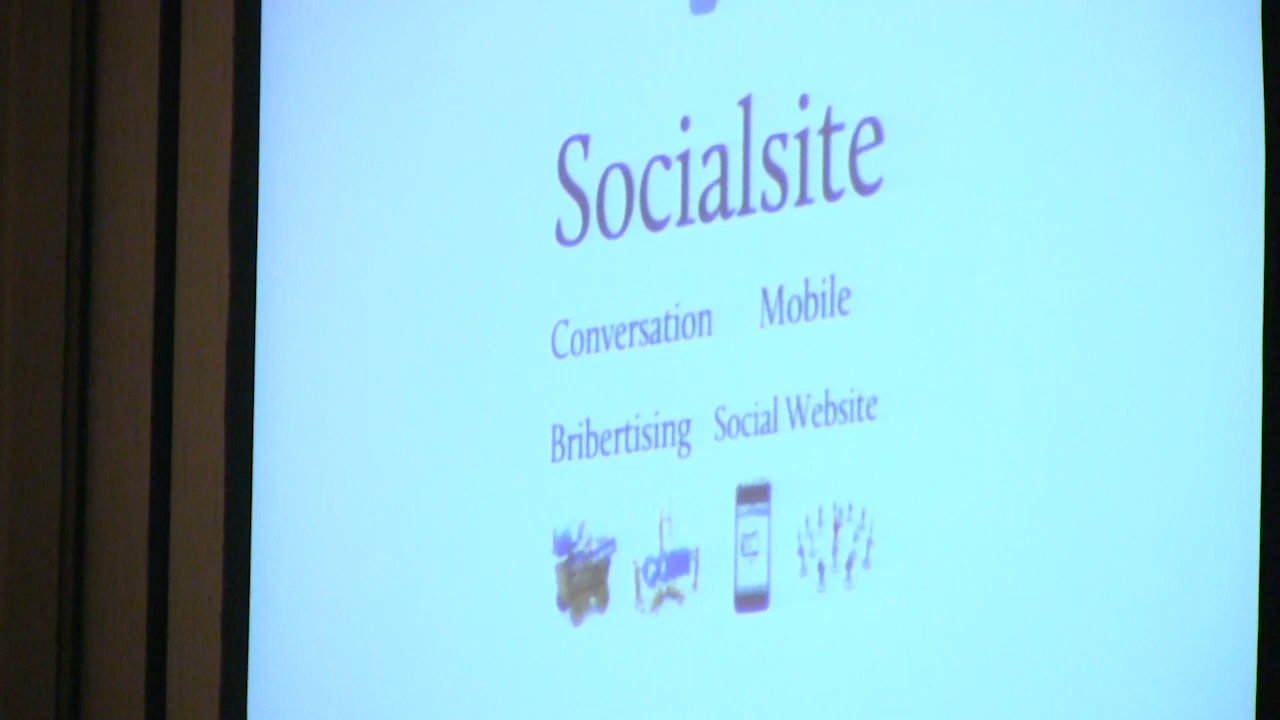 Socialsite
Conversation Mobile
Bribertising Social Website